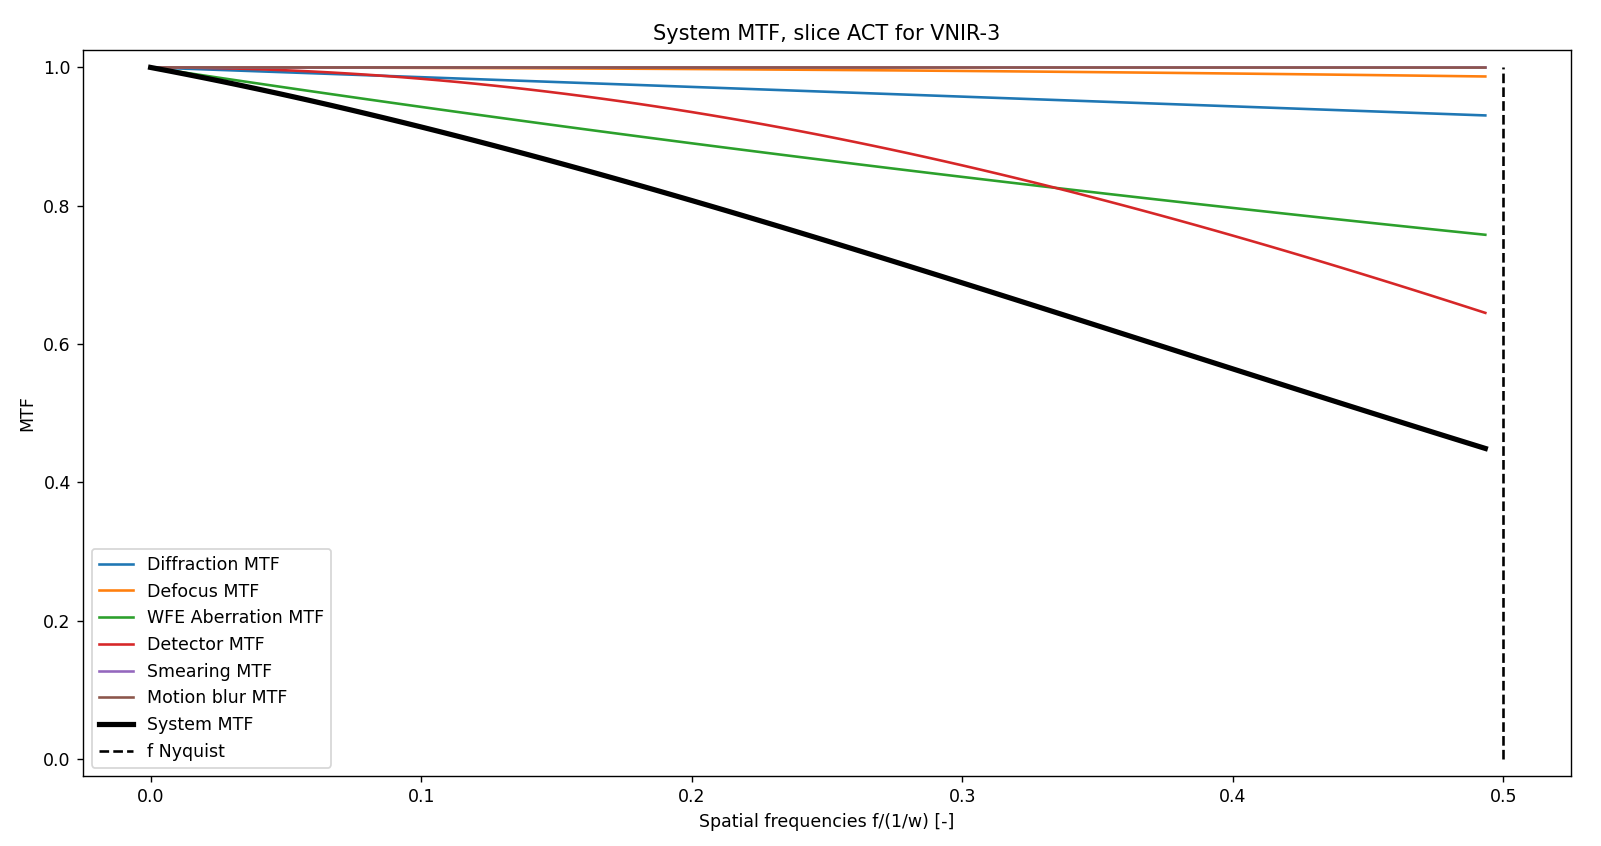 System MTF, slice ACT for VNIR-3
1.0
0.8
0.6
0.4
0.2
0.0
MTF
Diffraction MTF
Defocus MTF
WFE Aberration MTF
Detector MTF
Smearing MTF
Motion blur MTF
System MTF
f Nyquist
0.0 0.1 0.2 0.3 0.4 0.5
Spatial frequencies f/(1/w) [-]